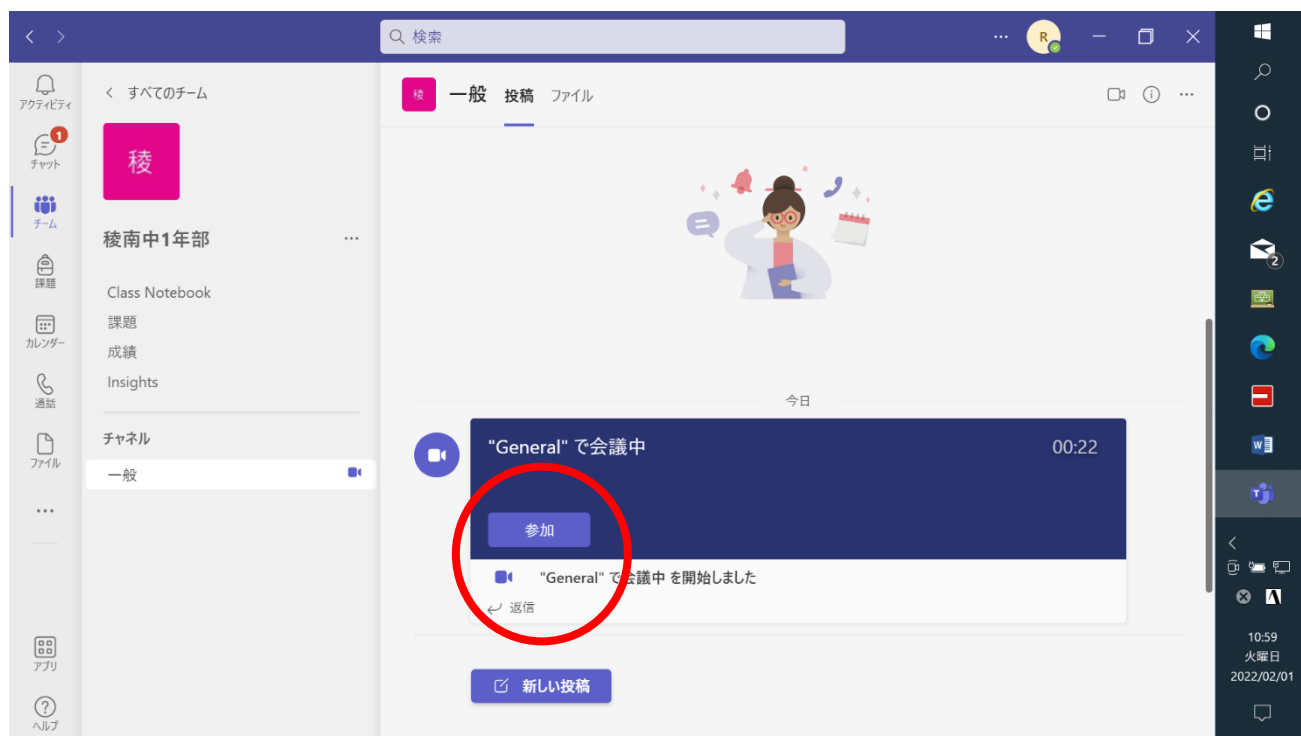 検索
R
アクティビティ
チャット
1
チーム
課題
カレンダー
通話
ファイル
アプリ
ヘルプ
すべてのチーム
稜
稜南中1年部
Class Notebook
課題
成績
Insights
チャネル
一般
稜 一般 投稿 ファイル
今日
"General" で会議中 00:22
参加
"General" で会議中 を開始しました
返信
新しい投稿
2
10:59
火曜日
2022/02/01